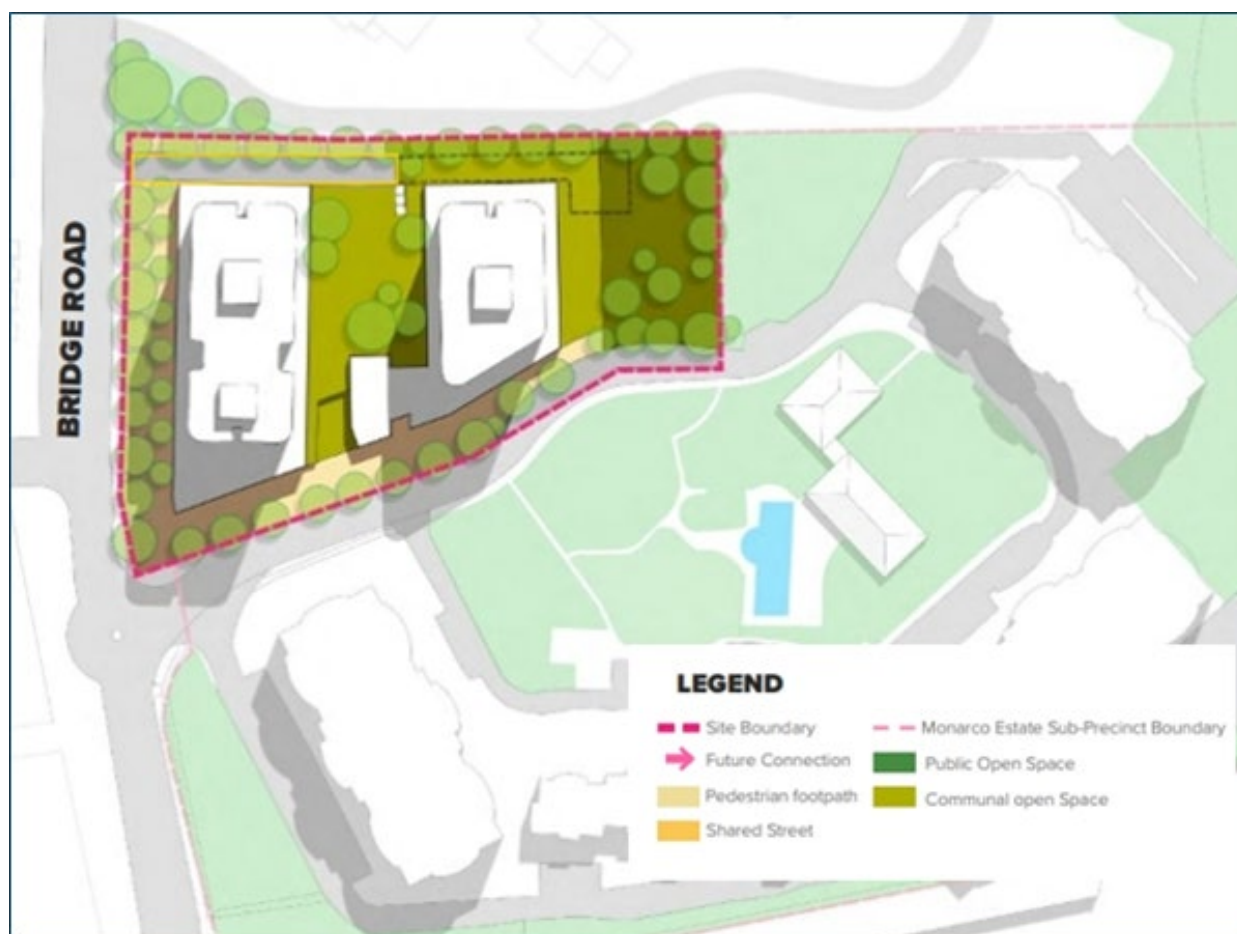 BRIDGE ROAD
LEGEND
Site Boundary
Monarco Estate Sub-Precinct Boundary
Future Connection
Public Open Space
Pedestrian footpath
Communal open Space
Shared Street